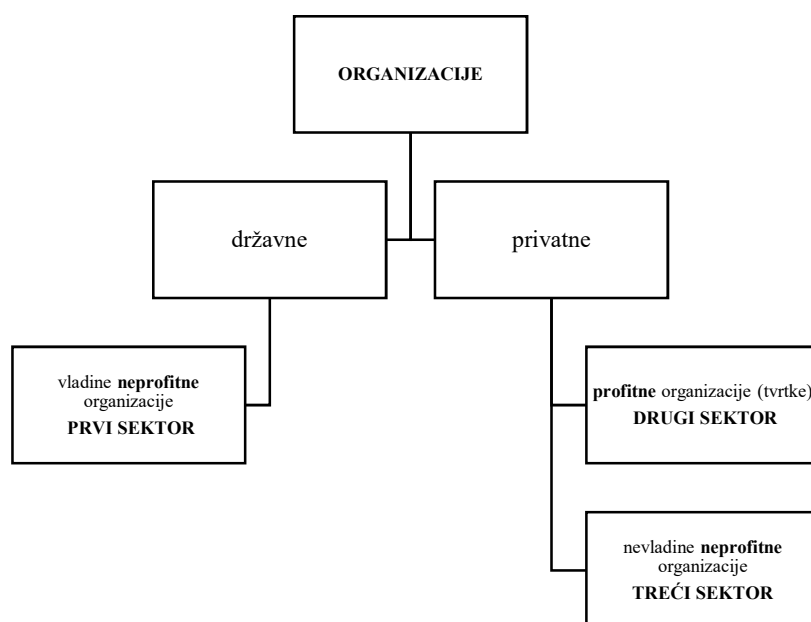 ORGANIZACIJE
državne
privatne
vladine neprofitne
organizacije
PRVI SEKTOR
profitne organizacije (tvrtke)
DRUGI SEKTOR
nevladine neprofitne
organizacije
TREĆI SEKTOR